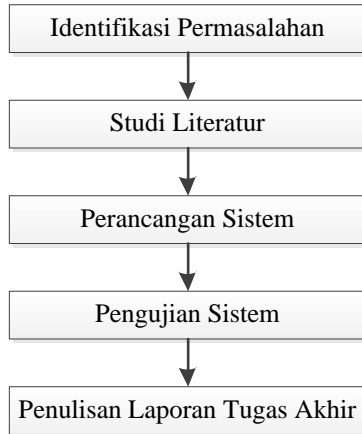 Identifikasi Permasalahan
Studi Literatur
Perancangan Sistem
Pengujian Sistem
Penulisan Laporan Tugas Akhir